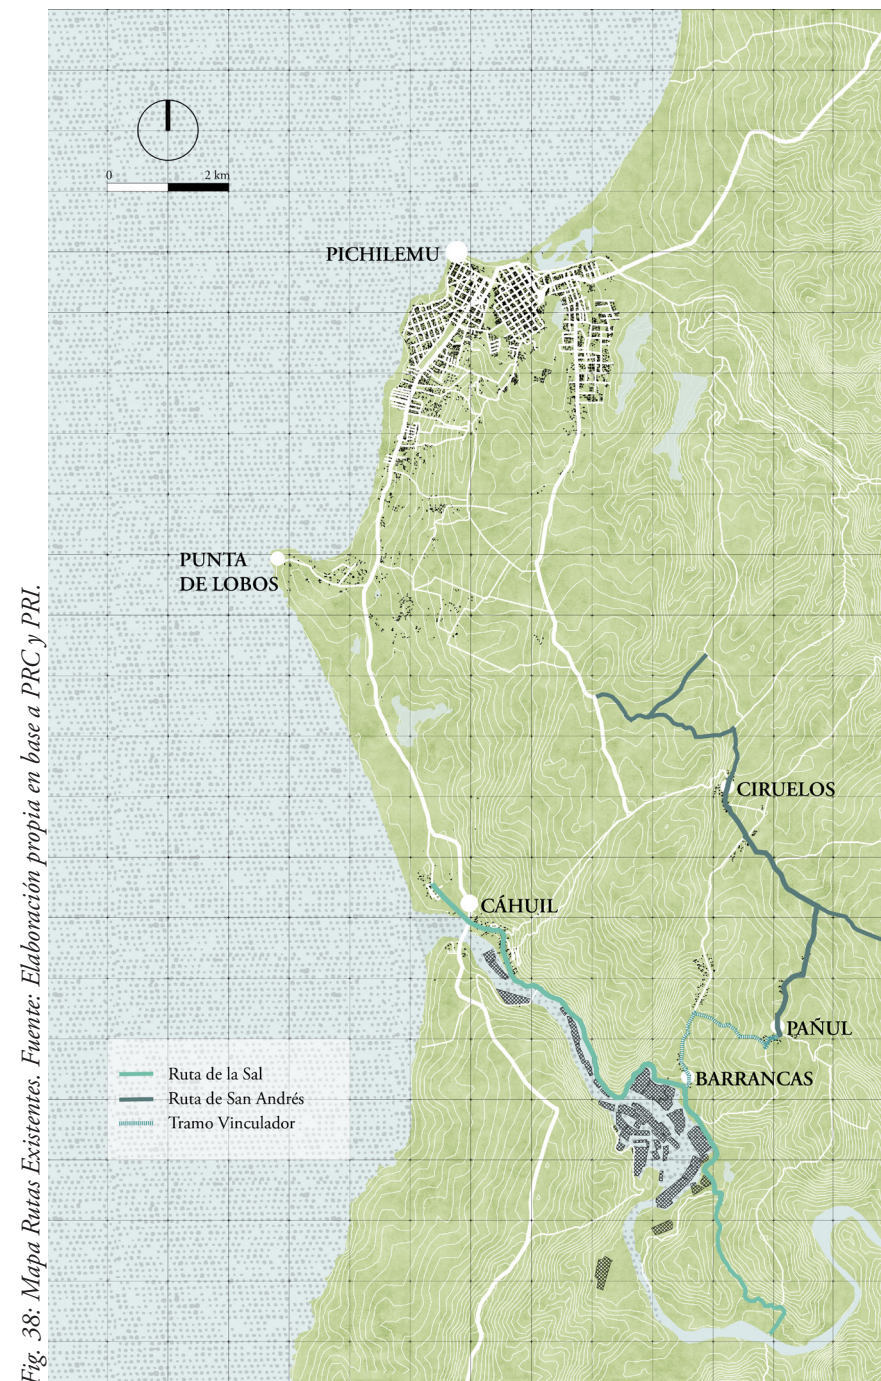 0 2 km
PICHILEMU
PUNTA
DE LOBOS
CIRUELOS
CÁHUIL
PAÑUL
BARRANCAS
Ruta de la Sal
Ruta de San Andrés
Tramo Vinculador
Fig. 38: Mapa Rutas Existentes. Fuente: Elaboración propia en base a PRC y PRI.